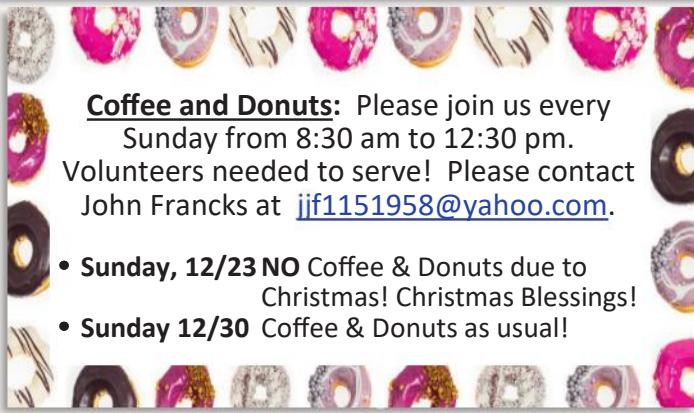 Coffee and Donuts: Please join us every
Sunday from 8:30 am to 12:30 pm.
Volunteers needed to serve! Please contact
John Francks at jjf1151958@yahoo.com.
• Sunday, 12/23 NO Coffee & Donuts due to
Christmas! Christmas Blessings!
• Sunday 12/30 Coffee & Donuts as usual!